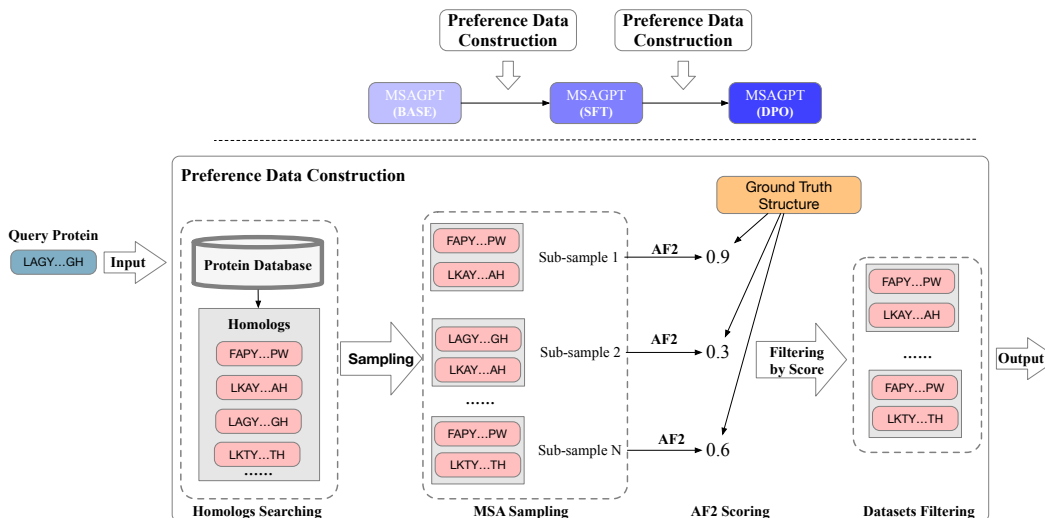 Preference Data
Construction
Preference Data
Construction
MSAGPT
(BASE)
MSAGPT
(SFT)
MSAGPT
(DPO)
Preference Data Construction
Ground Truth
Structure
Query Protein
LAGY...GH
Input
Protein Database
Homologs
FAPY...PW
LKAY...AH
LAGY...GH
LKTY...TH
......
Homologs Searching
Sampling
FAPY...PW
LKAY...AH
Sub-sample 1
LAGY...GH
LKAY...AH
Sub-sample 2
......
FAPY...PW
LKTY...TH
Sub-sample N
MSA Sampling
AF2
0.9
AF2
0.3
AF2
0.6
AF2 Scoring
Filtering
by Score
FAPY...PW
LKAY...AH
......
FAPY...PW
LKTY...TH
Datasets Filtering
Output